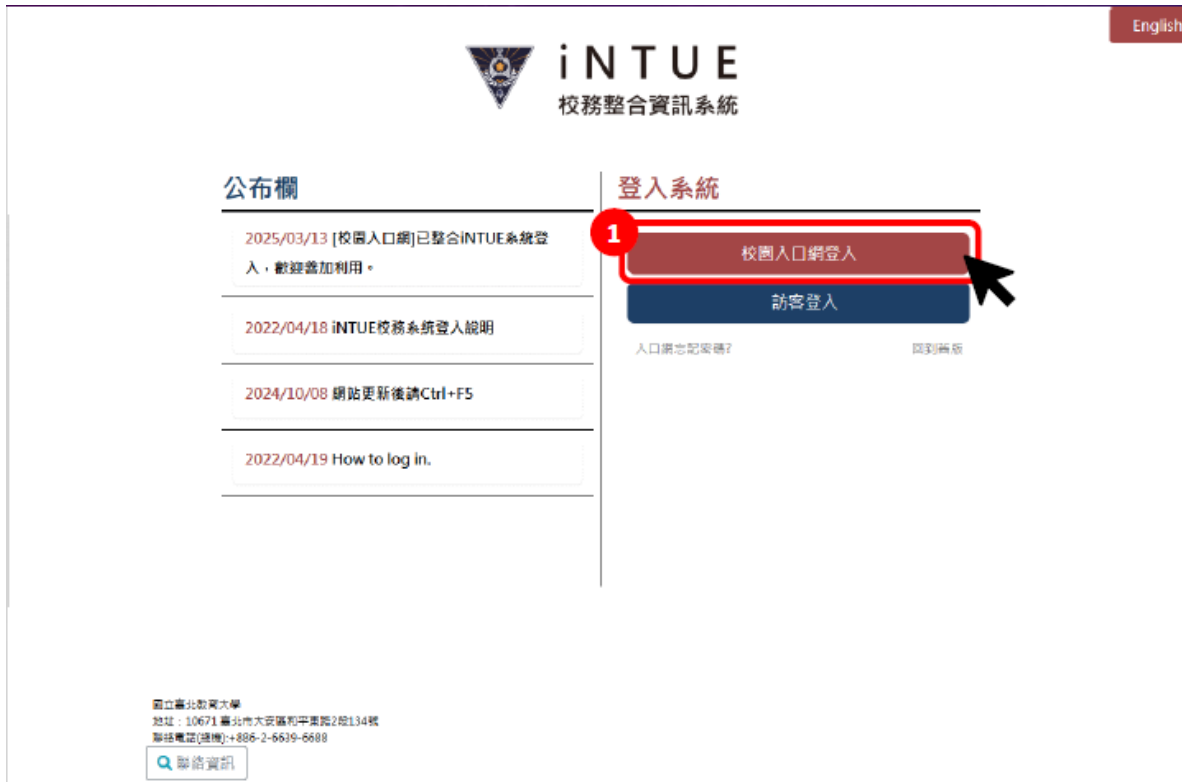 English
iNTUE
校務整合資訊系統
公布欄
2025/03/13 [校園入口網]已整合iNTUE系統登
入，歡迎善加利用。
2022/04/18 iNTUE校務系統登入說明
2024/10/08 網站更新後請Ctrl+F5
2022/04/19 How to log in.
登入系統
1
校園入口網登入
訪客登入
入口網忘記密碼?
回到舊版
國立臺北教育大學
地址：10671 臺北市大安區和平東路2段134號
聯絡電話(總機):+886-2-6639-6688
聯絡資訊